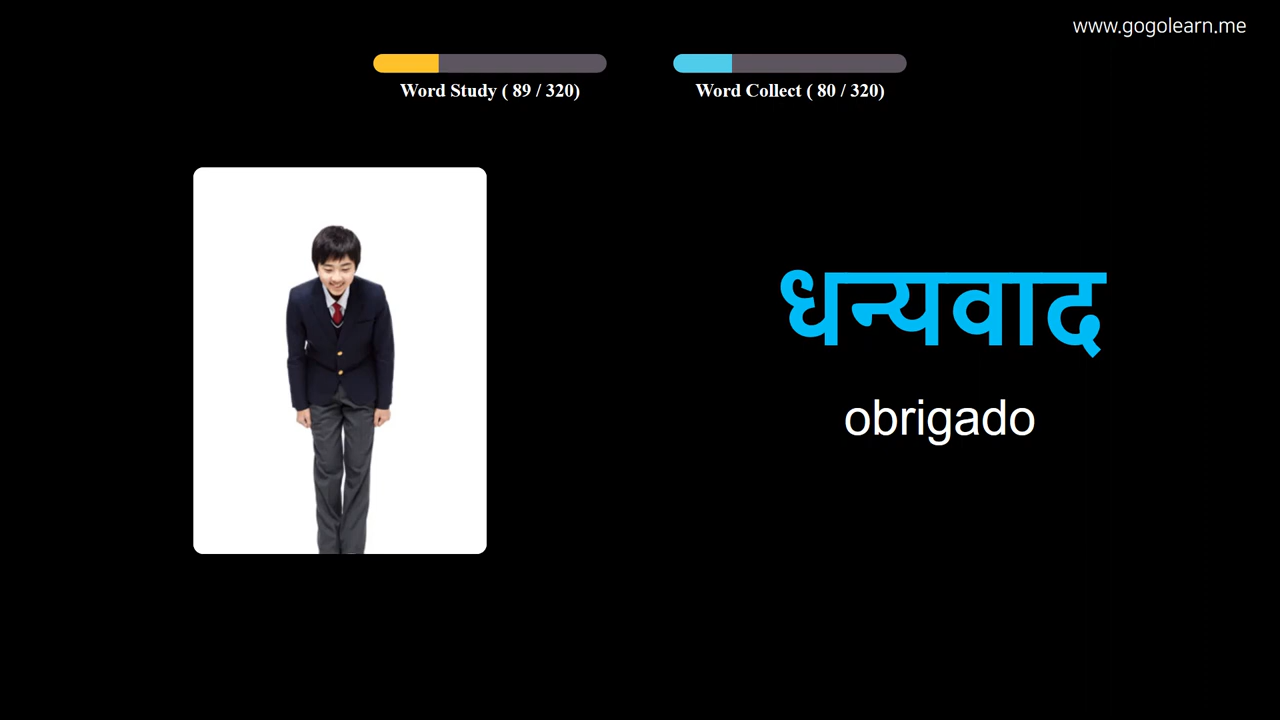 www.gogolearn.me
Word Study ( 89 / 320)
Word Collect ( 80 / 320)
धन्यवाद
obrigado